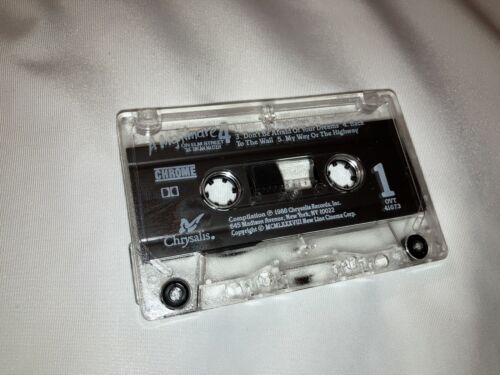 A Nightmare 4
ON ELM STREET
3. Don't Be Afraid Of Your Dreams 4. Back
To The Wall 5. My Way Or The Highway
CHROME
1
OVT
41673
Chrysalis®
Compilation ℗ 1988 Chrysalis Records, Inc.
645 Madison Avenue, New York, NY 10022
Copyright © MCMLXXXVIII New Line Cinema Corp.